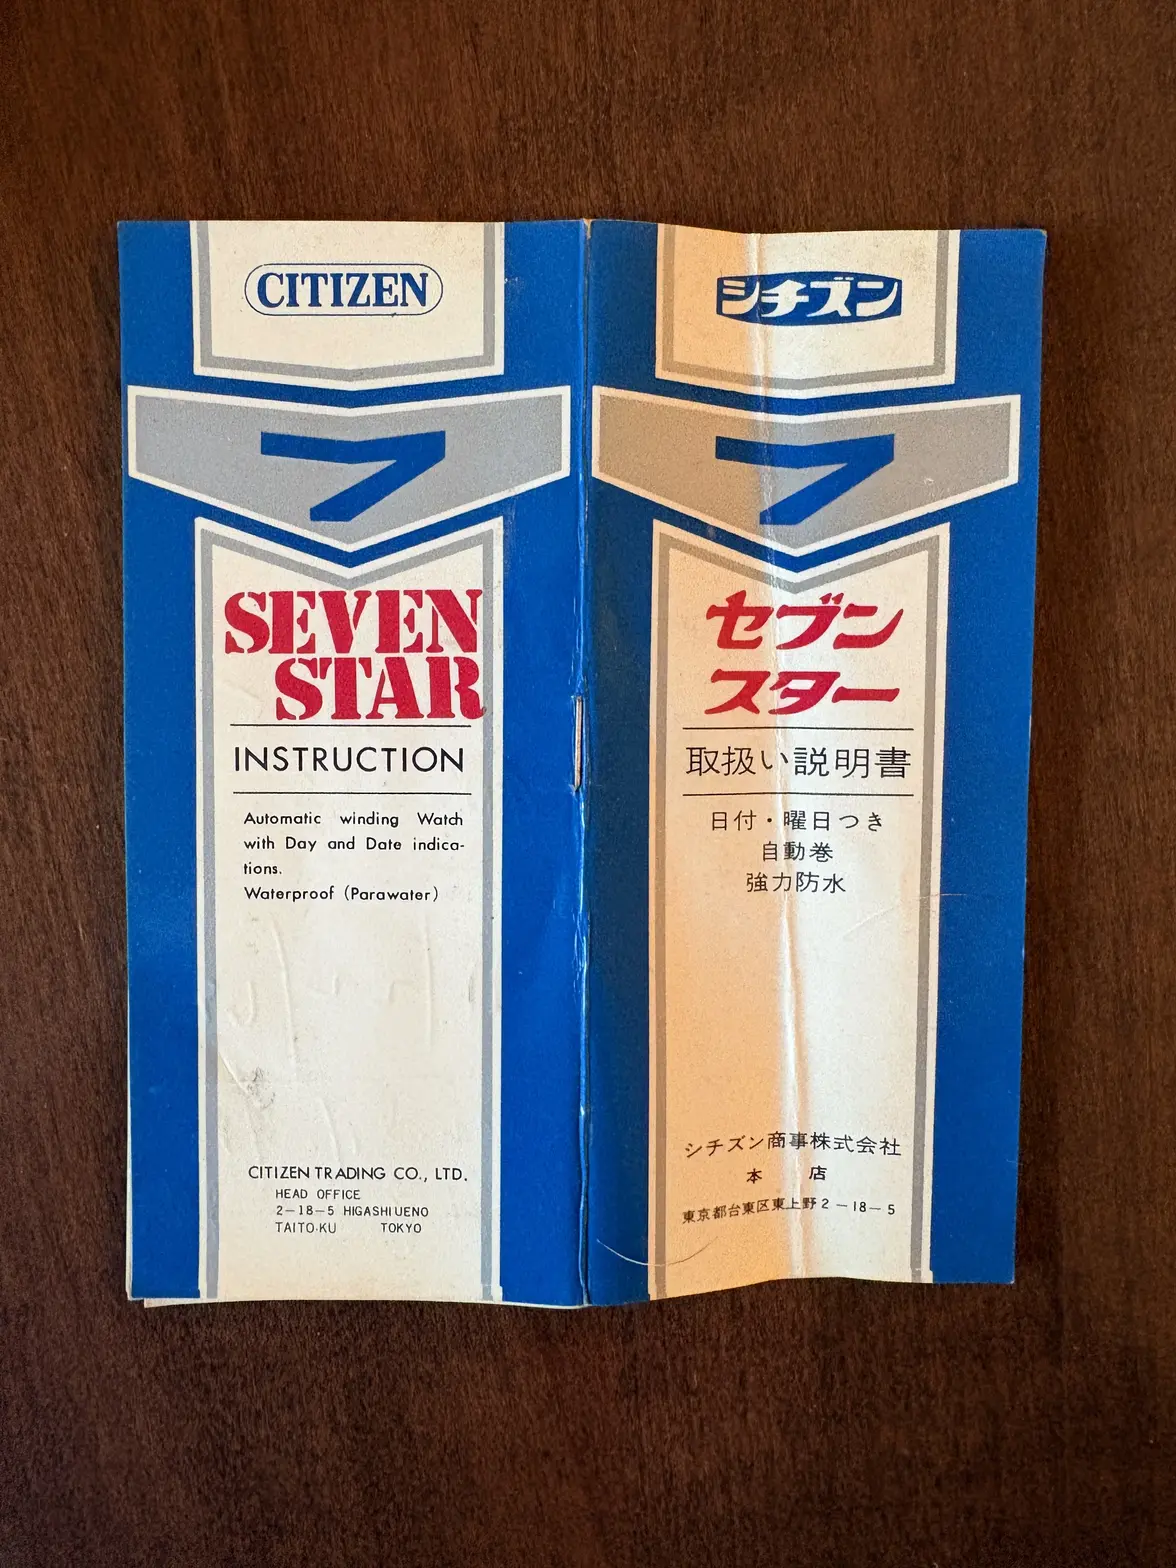 CITIZEN
7
SEVEN
STAR
INSTRUCTION
Automatic winding Watch
with Day and Date indica-
tions.
Waterproof (Parawater)
CITIZEN TRADING CO., LTD.
HEAD OFFICE
2-18-5 HIGASHIUENO
TAITO.KU TOKYO
シチズン
7
セブン
スター
取扱い説明書
日付・曜日つき
自動巻
強力防水
シチズン商事株式会社
本 店
東京都台東区東上野2-18-5